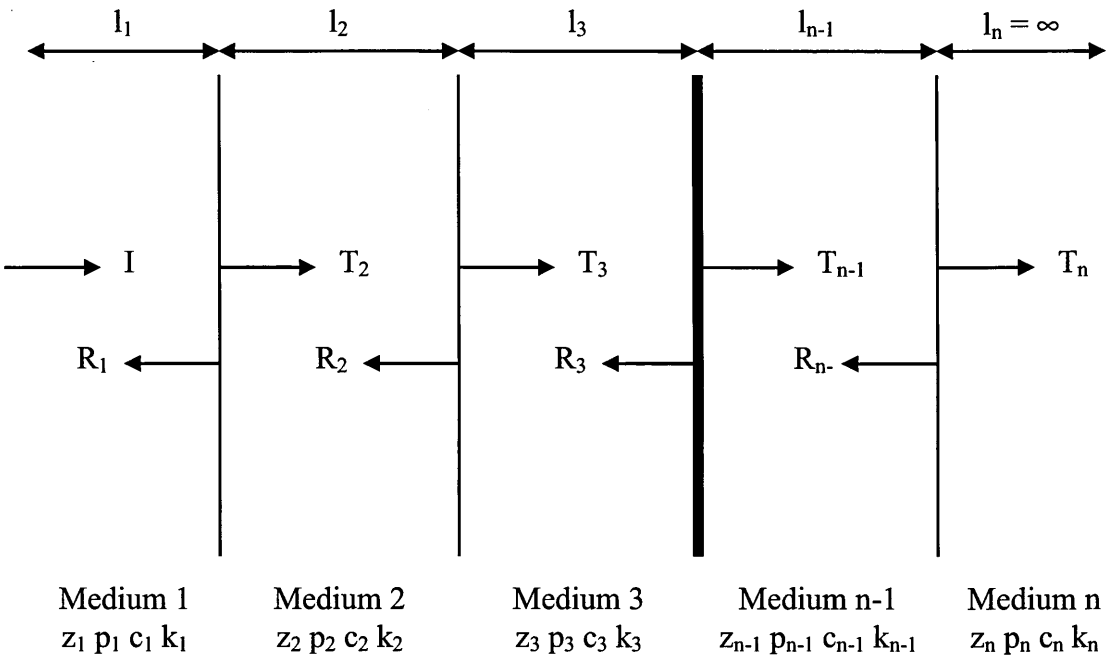 l₁ l₂ l₃ lₙ₋₁ lₙ = ∞
I T₂ T₃ Tₙ₋₁ Tₙ
R₁ R₂ R₃ Rₙ₋
Medium 1 Medium 2 Medium 3 Medium n-1 Medium n
z₁ p₁ c₁ k₁ z₂ p₂ c₂ k₂ z₃ p₃ c₃ k₃ zₙ₋₁ pₙ₋₁ cₙ₋₁ kₙ₋₁ zₙ pₙ cₙ kₙ